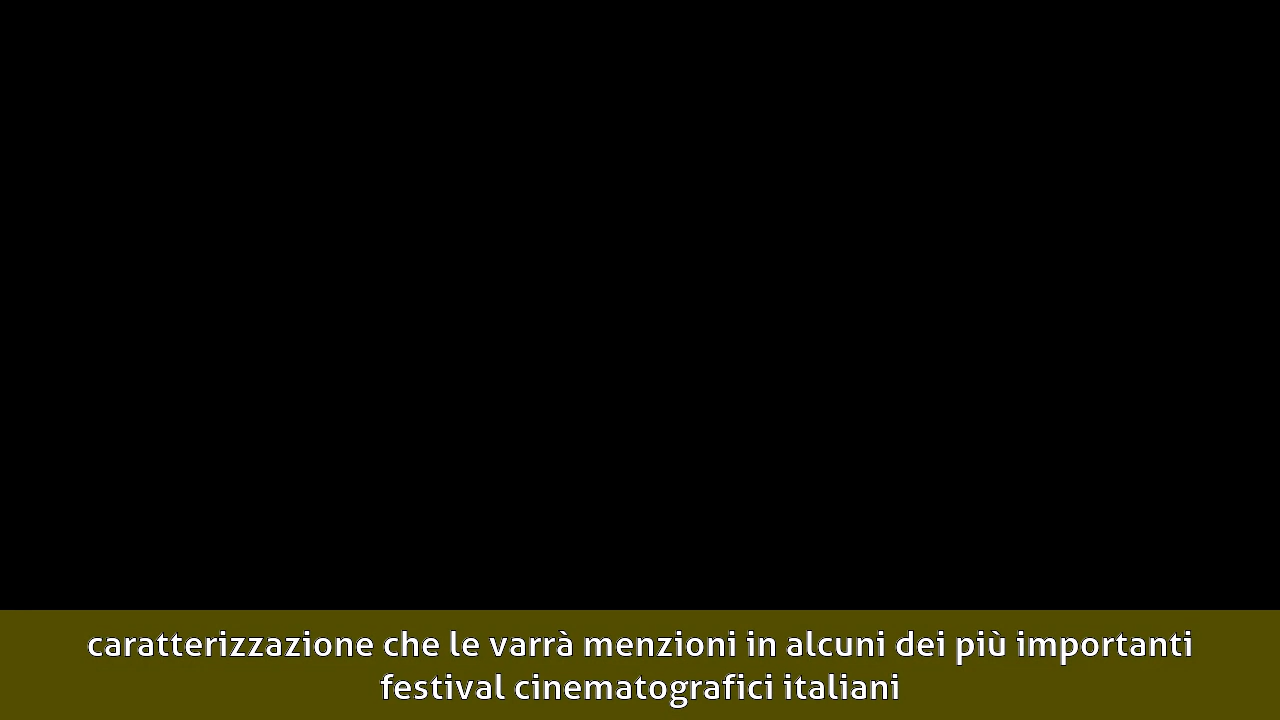 caratterizzazione che le varrà menzioni in alcuni dei più importanti
festival cinematografici italiani